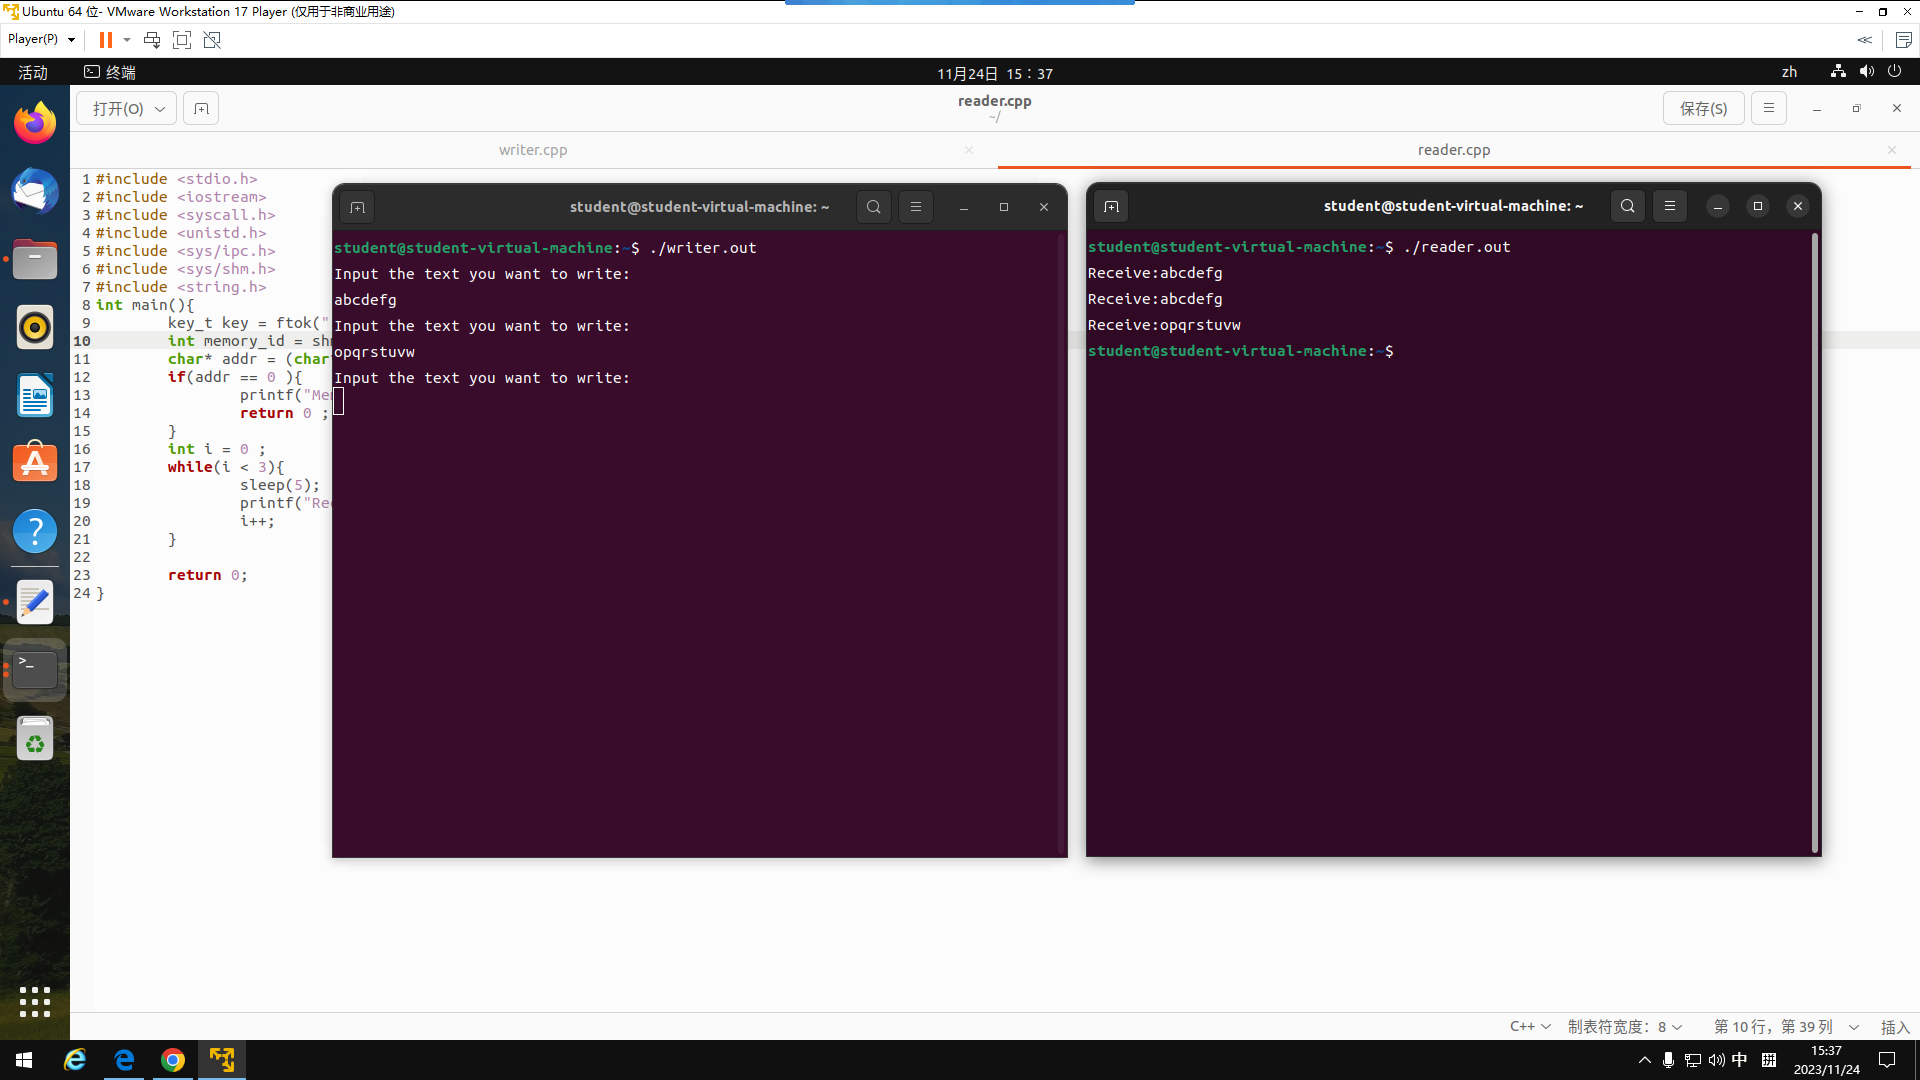 Ubuntu 64 位- VMware Workstation 17 Player (仅用于非商业用途)
Player(P)
活动
终端
11月24日 15：37
zh
打开(O)
reader.cpp
~/
保存(S)
writer.cpp
reader.cpp
1 #include <stdio.h>
2 #include <iostream>
3 #include <syscall.h>
4 #include <unistd.h>
5 #include <sys/ipc.h>
6 #include <sys/shm.h>
7 #include <string.h>
8 int main(){
9 key_t key = ftok("
10 int memory_id = sh
11 char* addr = (char
12 if(addr == 0 ){
13 printf("Me
14 return 0 ;
15 }
16 int i = 0 ;
17 while(i < 3){
18 sleep(5);
19 printf("Re
20 i++;
21 }
22
23 return 0;
24 }
student@student-virtual-machine: ~
student@student-virtual-machine:~$ ./writer.out
Input the text you want to write:
abcdefg
Input the text you want to write:
opqrstuvw
Input the text you want to write:
student@student-virtual-machine: ~
student@student-virtual-machine:~$ ./reader.out
Receive:abcdefg
Receive:abcdefg
Receive:opqrstuvw
student@student-virtual-machine:~$
C++
制表符宽度：8
第 10 行，第 39 列
插入
中
拼
15:37
2023/11/24